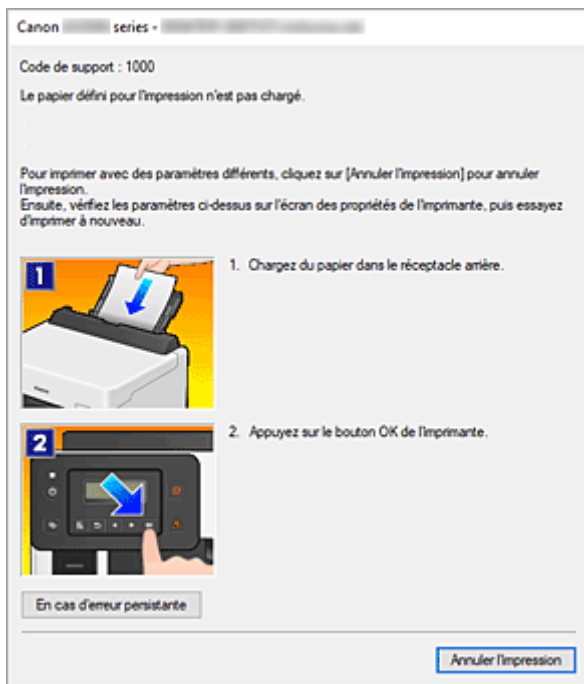 Canon series -
Code de support : 1000
Le papier défini pour l'impression n'est pas chargé.
Pour imprimer avec des paramètres différents, cliquez sur [Annuler l'impression] pour annuler
l'impression.
Ensuite, vérifiez les paramètres ci-dessus sur l'écran des propriétés de l'imprimante, puis essayez
d'imprimer à nouveau.
1
1. Chargez du papier dans le réceptacle arrière.
2
2. Appuyez sur le bouton OK de l'imprimante.
En cas d'erreur persistante
Annuler l'impression